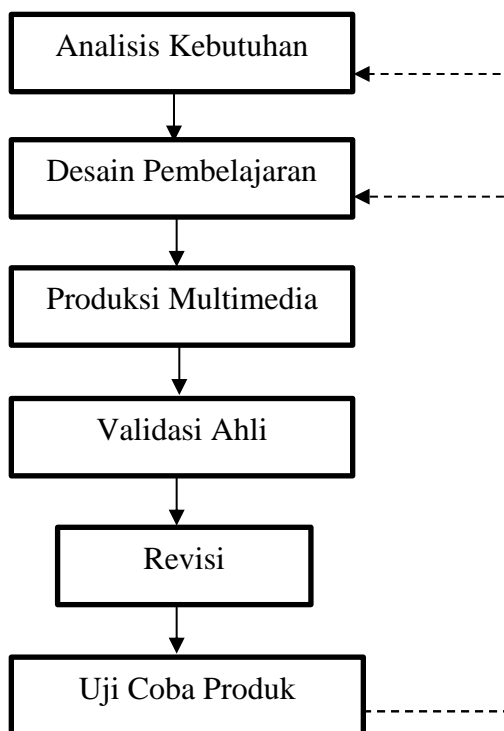 Analisis Kebutuhan
Desain Pembelajaran
Produksi Multimedia
Validasi Ahli
Revisi
Uji Coba Produk